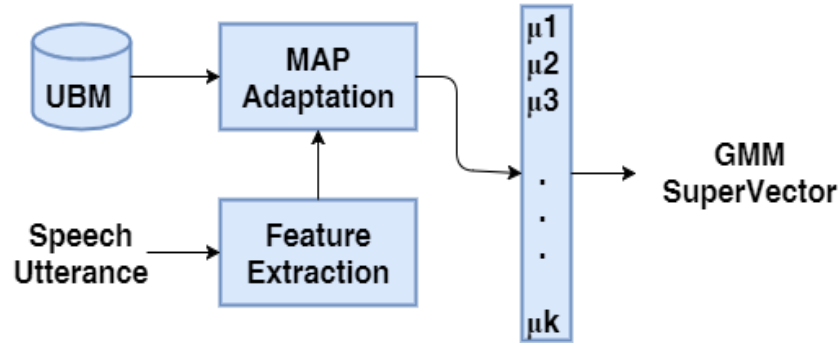 UBM
MAP
Adaptation
Speech
Utterance
Feature
Extraction
μ1
μ2
μ3
.
.
.
μk
GMM
SuperVector